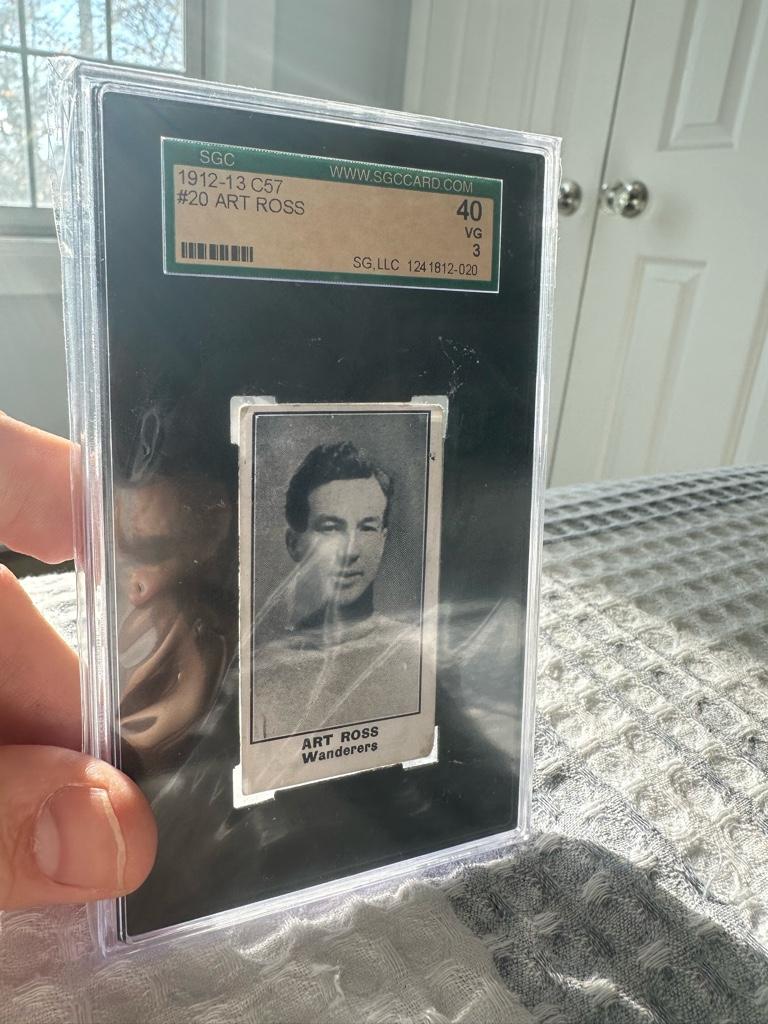 SGC WWW.SGCCARD.COM
1912-13 C57
#20 ART ROSS
40
VG
3
SG,LLC 1241812-020
ART ROSS
Wanderers